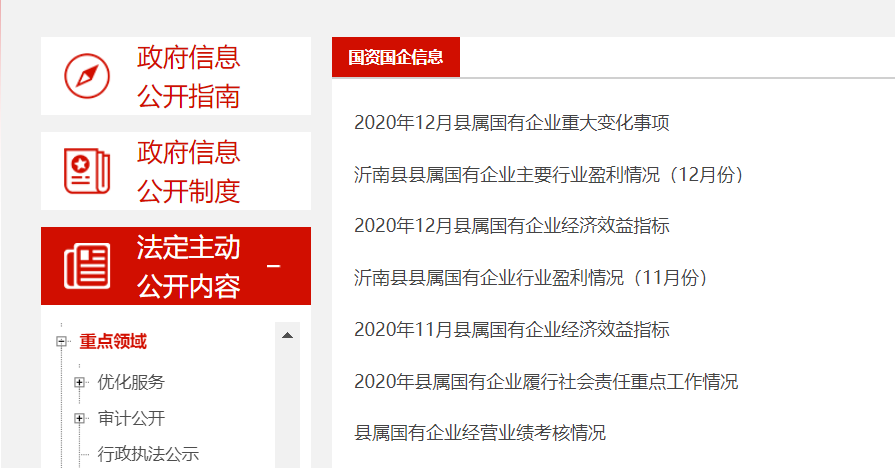 政府信息
公开指南
政府信息
公开制度
法定主动
公开内容
重点领域
优化服务
审计公开
行政执法公示
国资国企信息
2020年12月县属国有企业重大变化事项
沂南县县属国有企业主要行业盈利情况（12月份）
2020年12月县属国有企业经济效益指标
沂南县县属国有企业行业盈利情况（11月份）
2020年11月县属国有企业经济效益指标
2020年县属国有企业履行社会责任重点工作情况
县属国有企业经营业绩考核情况